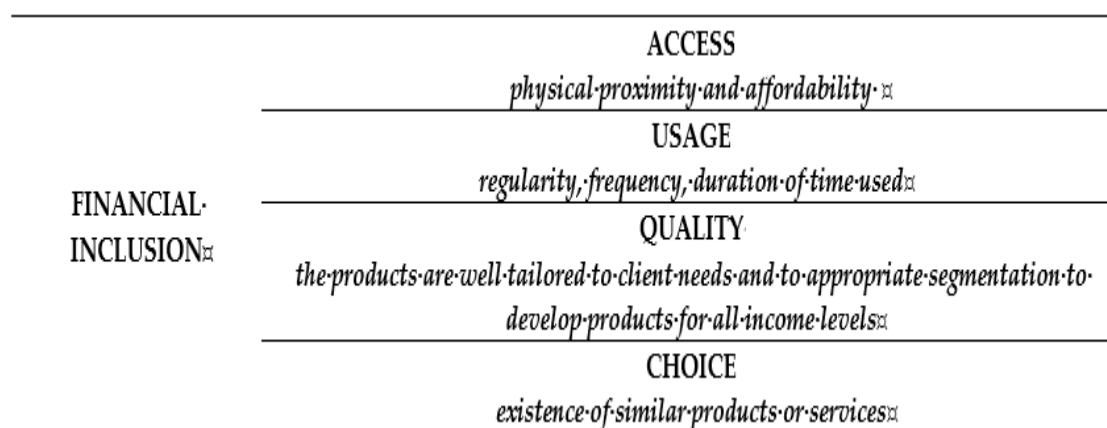 ACCESS
physical·proximity·and·affordability·¤
USAGE
regularity,·frequency,·duration·of·time·used¤
FINANCIAL·
INCLUSION¤
QUALITY
the·products·are·well·tailored·to·client·needs·and·to·appropriate·segmentation·to·
develop·products·for·all·income·levels¤
CHOICE
existence·of·similar·products·or·services¤